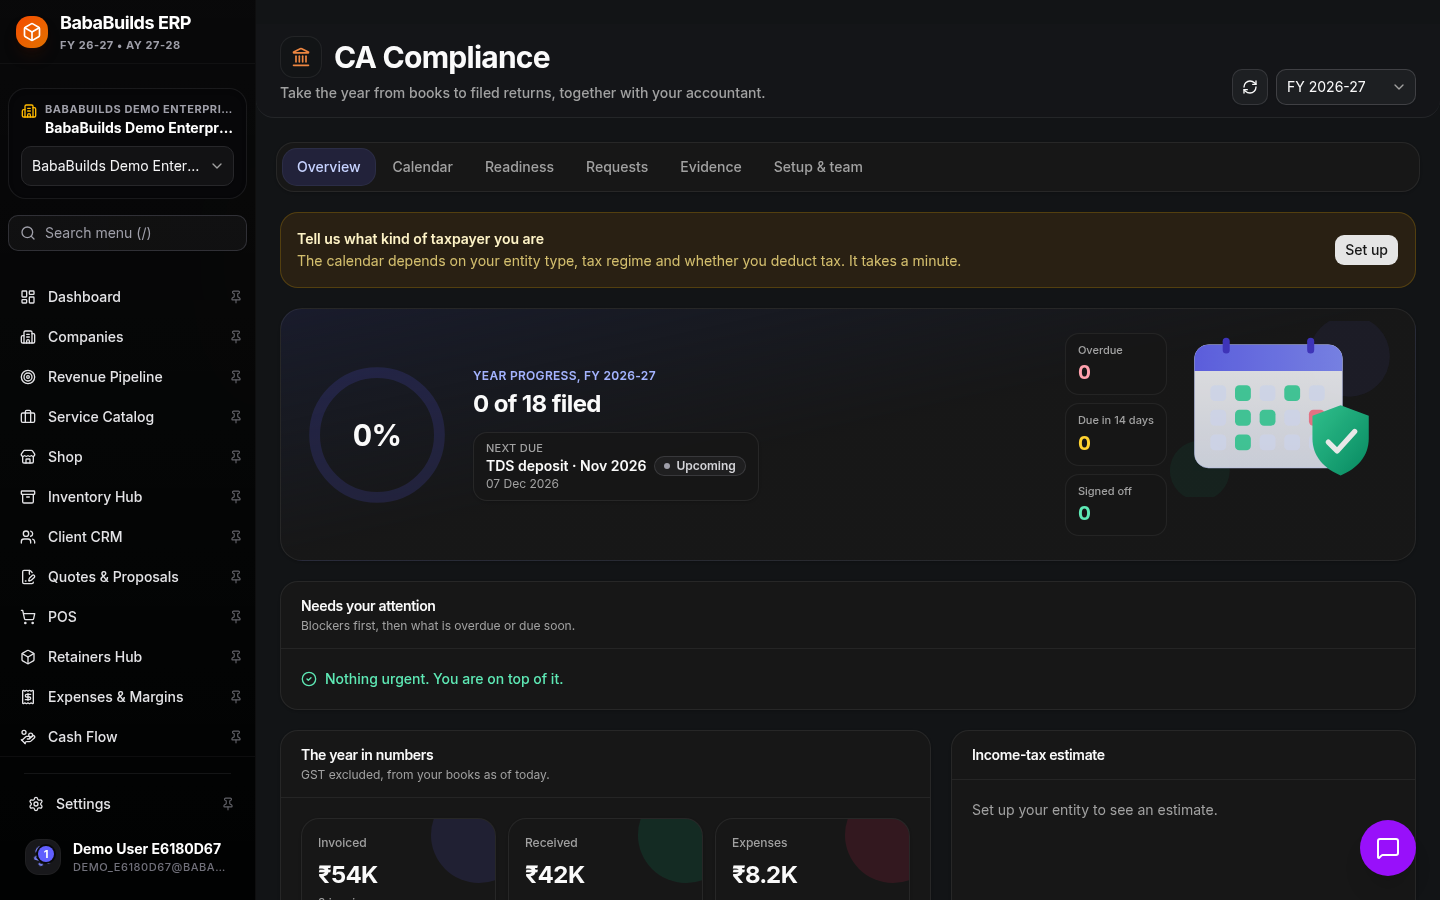 BabaBuilds ERP
FY 26-27 • AY 27-28
BABABUILDS DEMO ENTERPRI...
BabaBuilds Demo Enterpr...
BabaBuilds Demo Enter...
Search menu (/)
Dashboard
Companies
Revenue Pipeline
Service Catalog
Shop
Inventory Hub
Client CRM
Quotes & Proposals
POS
Retainers Hub
Expenses & Margins
Cash Flow
Settings
1
Demo User E6180D67
DEMO_E6180D67@BABA...
CA Compliance
Take the year from books to filed returns, together with your accountant.
FY 2026-27
Overview Calendar Readiness Requests Evidence Setup & team
Tell us what kind of taxpayer you are
The calendar depends on your entity type, tax regime and whether you deduct tax. It takes a minute.
Set up
0%
YEAR PROGRESS, FY 2026-27
0 of 18 filed
NEXT DUE
TDS deposit · Nov 2026 Upcoming
07 Dec 2026
Overdue
0
Due in 14 days
0
Signed off
0
Needs your attention
Blockers first, then what is overdue or due soon.
Nothing urgent. You are on top of it.
The year in numbers
GST excluded, from your books as of today.
Invoiced
₹54K
Received
₹42K
Expenses
₹8.2K
Income-tax estimate
Set up your entity to see an estimate.